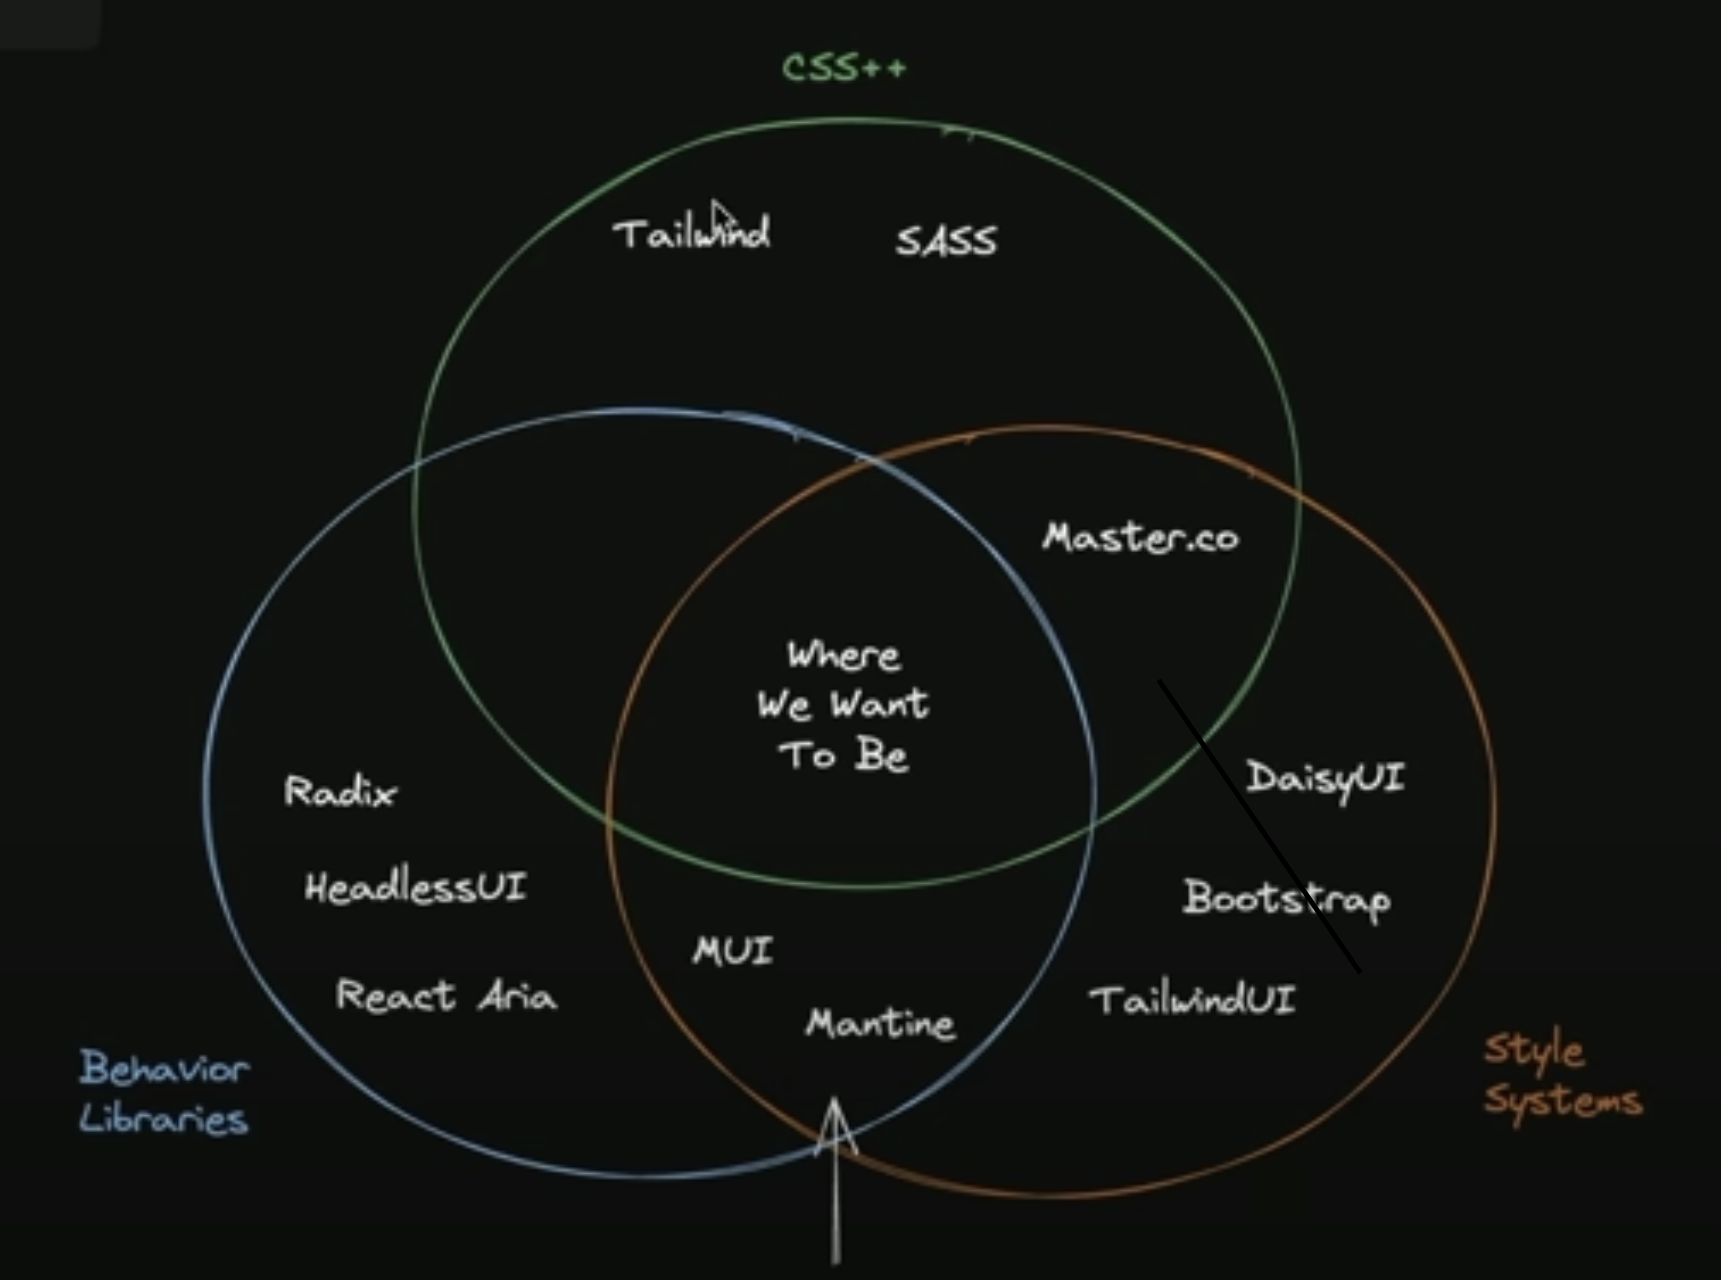 CSS++
Tailwind
SASS
Master.co
Where
We Want
To Be
Radix
DaisyUI
HeadlessUI
Bootstrap
MUI
React Aria
TailwindUI
Mantine
Behavior
Libraries
Style
Systems